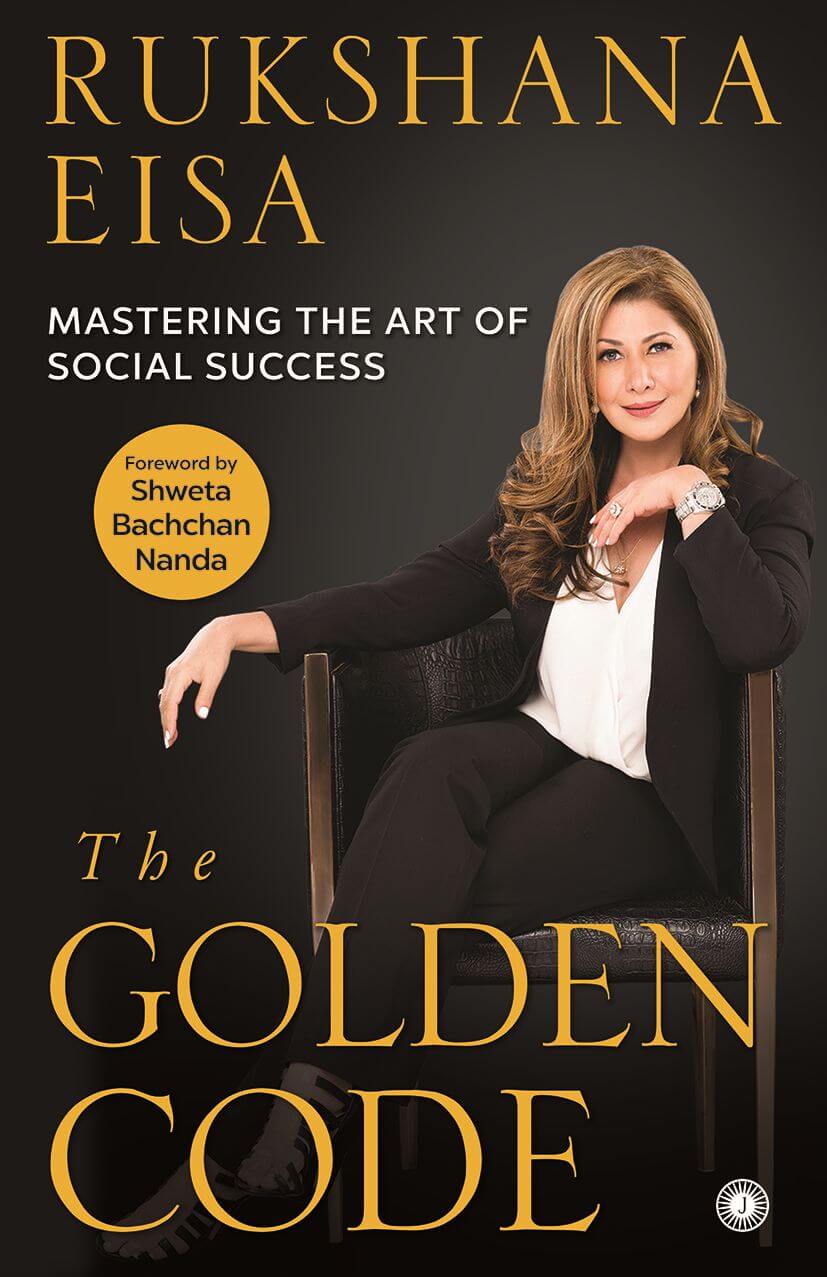 RUKSHANA
EISA
MASTERING THE ART OF
SOCIAL SUCCESS
Foreword by
Shweta
Bachchan
Nanda
The
GOLDEN
CODE
J